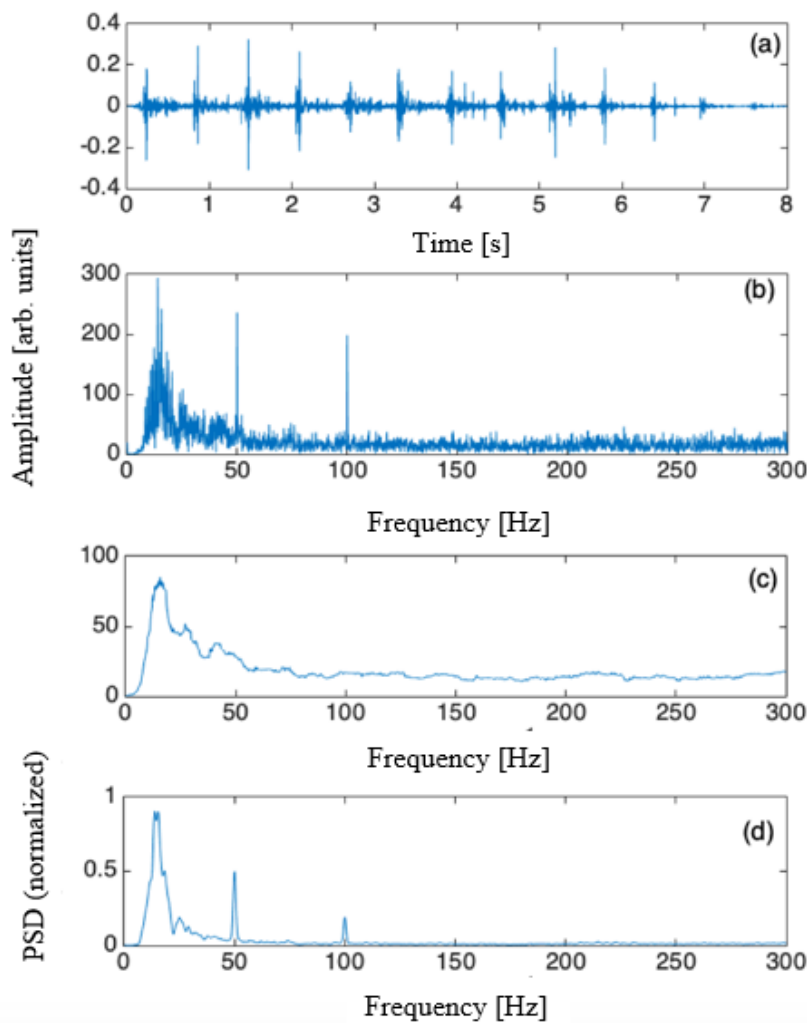 0.4
(a)
0.2
0
-0.2
-0.4
0 1 2 3 4 5 6 7 8
Time [s]
Amplitude [arb. units]
300
(b)
200
100
0
0 50 100 150 200 250 300
Frequency [Hz]
100
(c)
50
0
0 50 100 150 200 250 300
Frequency [Hz]
PSD (normalized)
1
(d)
0.5
0
0 50 100 150 200 250 300
Frequency [Hz]